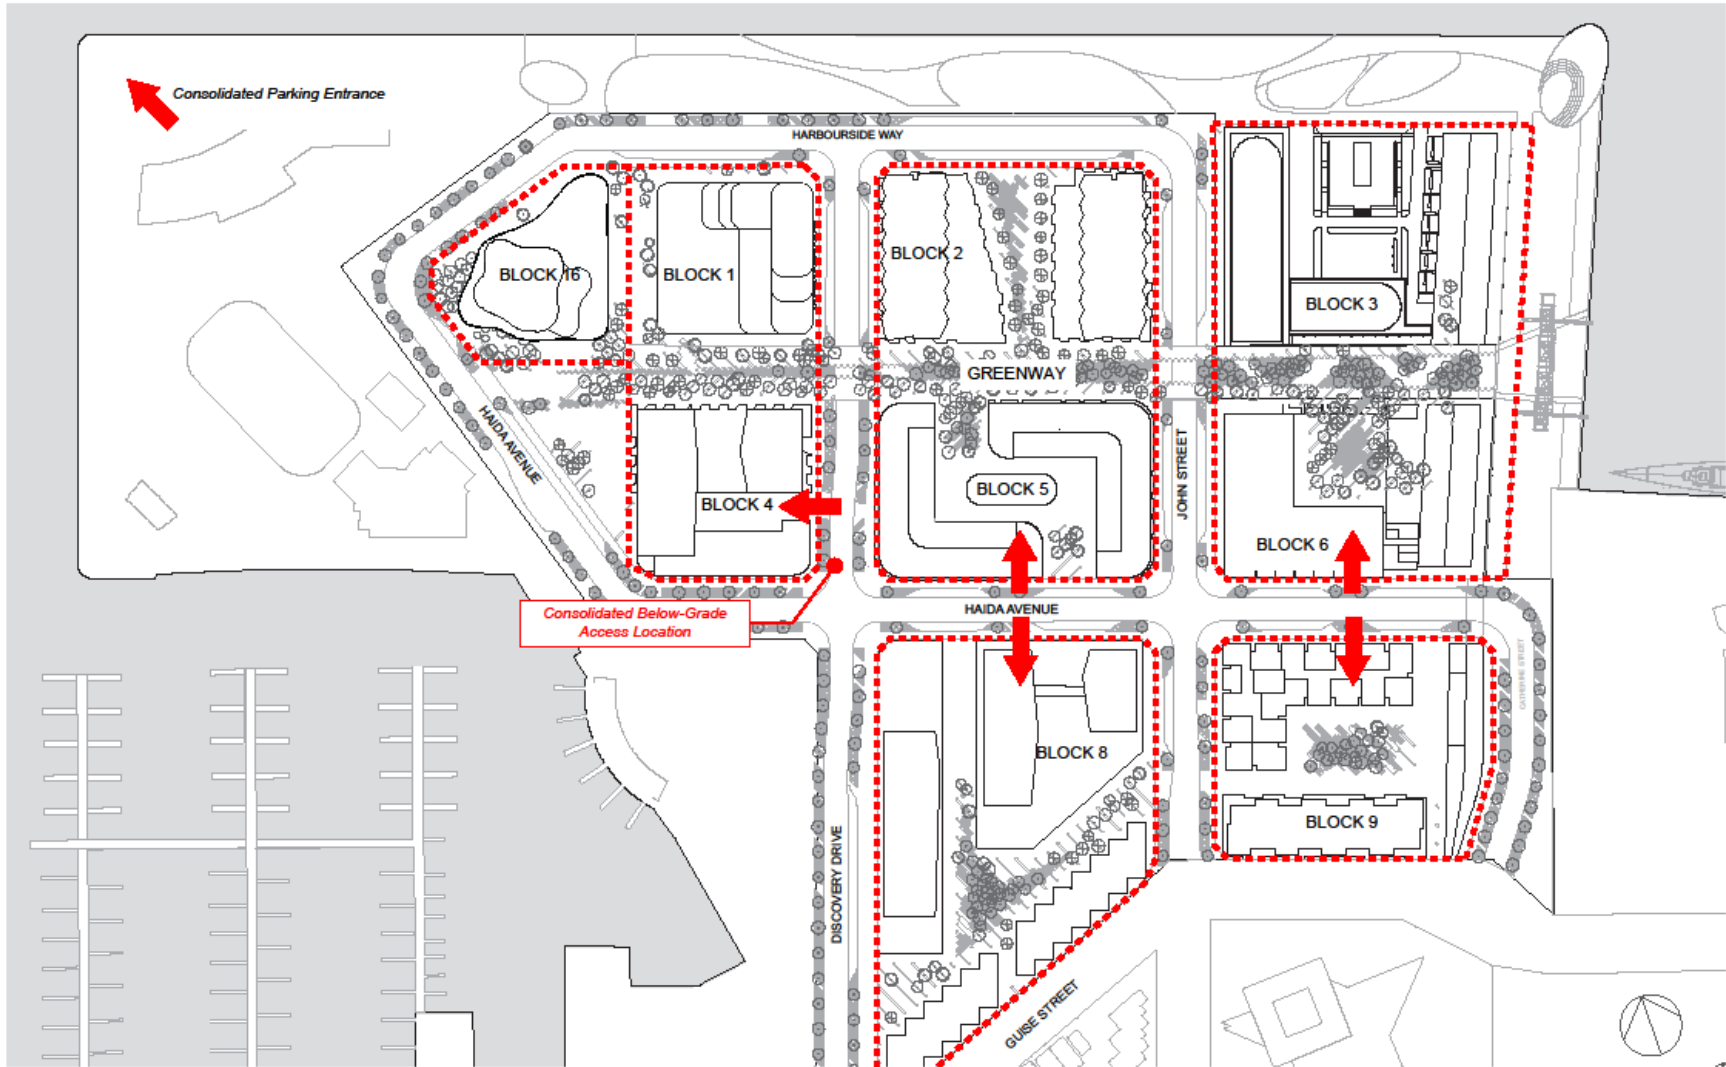 Consolidated Parking Entrance
HARBOURSIDE WAY
BLOCK 16
BLOCK 1
BLOCK 2
BLOCK 3
GREENWAY
HAIDA AVENUE
BLOCK 4
BLOCK 5
JOHN STREET
BLOCK 6
Consolidated Below-Grade
Access Location
HAIDA AVENUE
CATHERINE STREET
BLOCK 8
BLOCK 9
DISCOVERY DRIVE
GUISE STREET